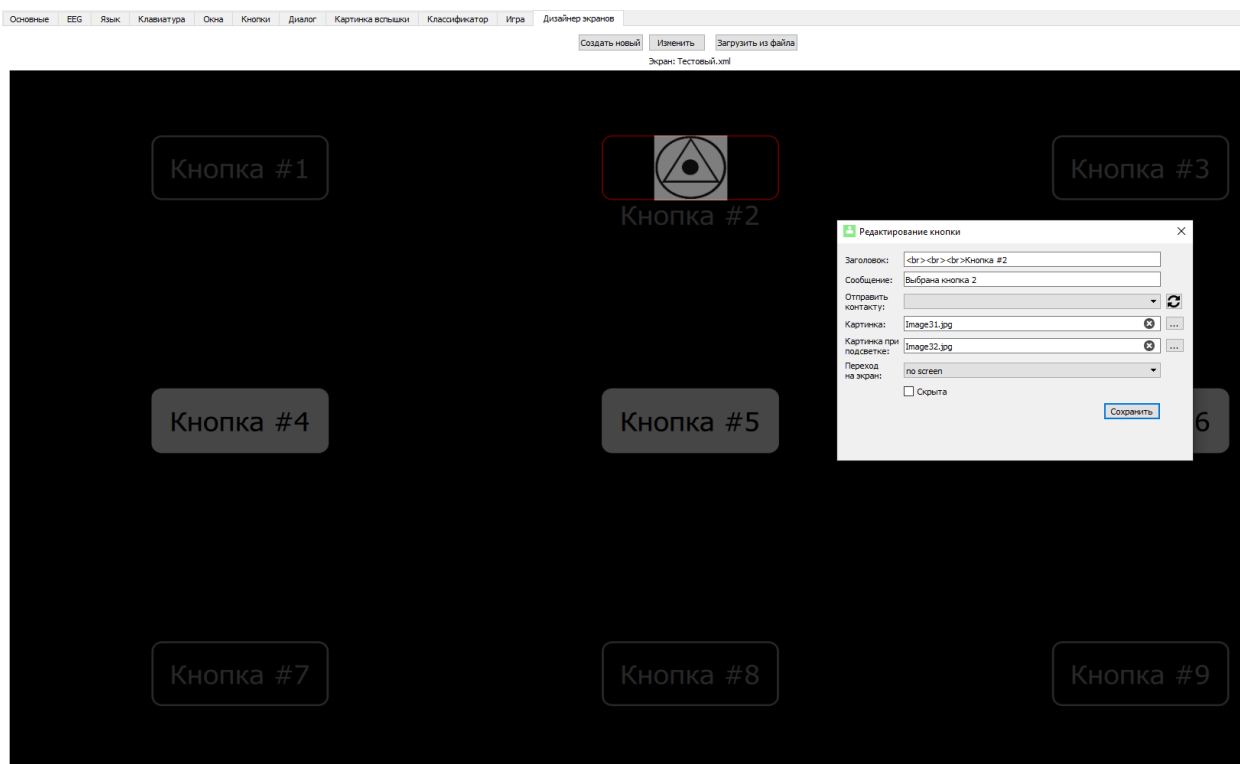 Основные EEG Язык Клавиатура Окна Кнопки Диалог Картинка вспышки Классификатор Игра Дизайнер экранов
Создать новый Изменить Загрузить из файла
Экран: Тестовый.xml
Кнопка #1
Кнопка #2
Кнопка #3
Редактирование кнопки
Заголовок: <br><br><br>Кнопка #2
Сообщение: Выбрана кнопка 2
Отправить
контакту:
Картинка: Image31.jpg ...
Картинка при
подсветке: Image32.jpg ...
Переход
на экран: no screen
Скрыта
Сохранить
Кнопка #4
Кнопка #5
6
Кнопка #7
Кнопка #8
Кнопка #9